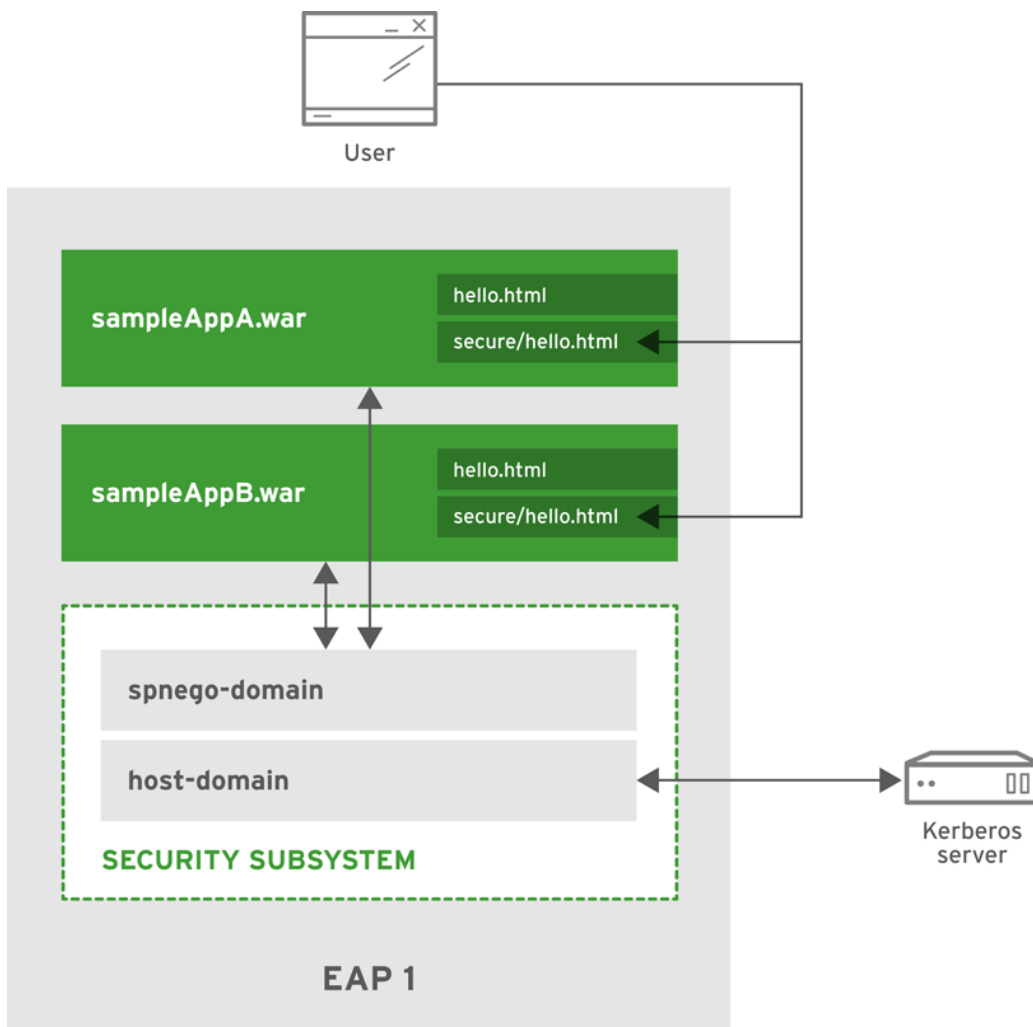 User
sampleAppA.war
hello.html
secure/hello.html
sampleAppB.war
hello.html
secure/hello.html
spnego-domain
host-domain
SECURITY SUBSYSTEM
Kerberos
server
EAP 1